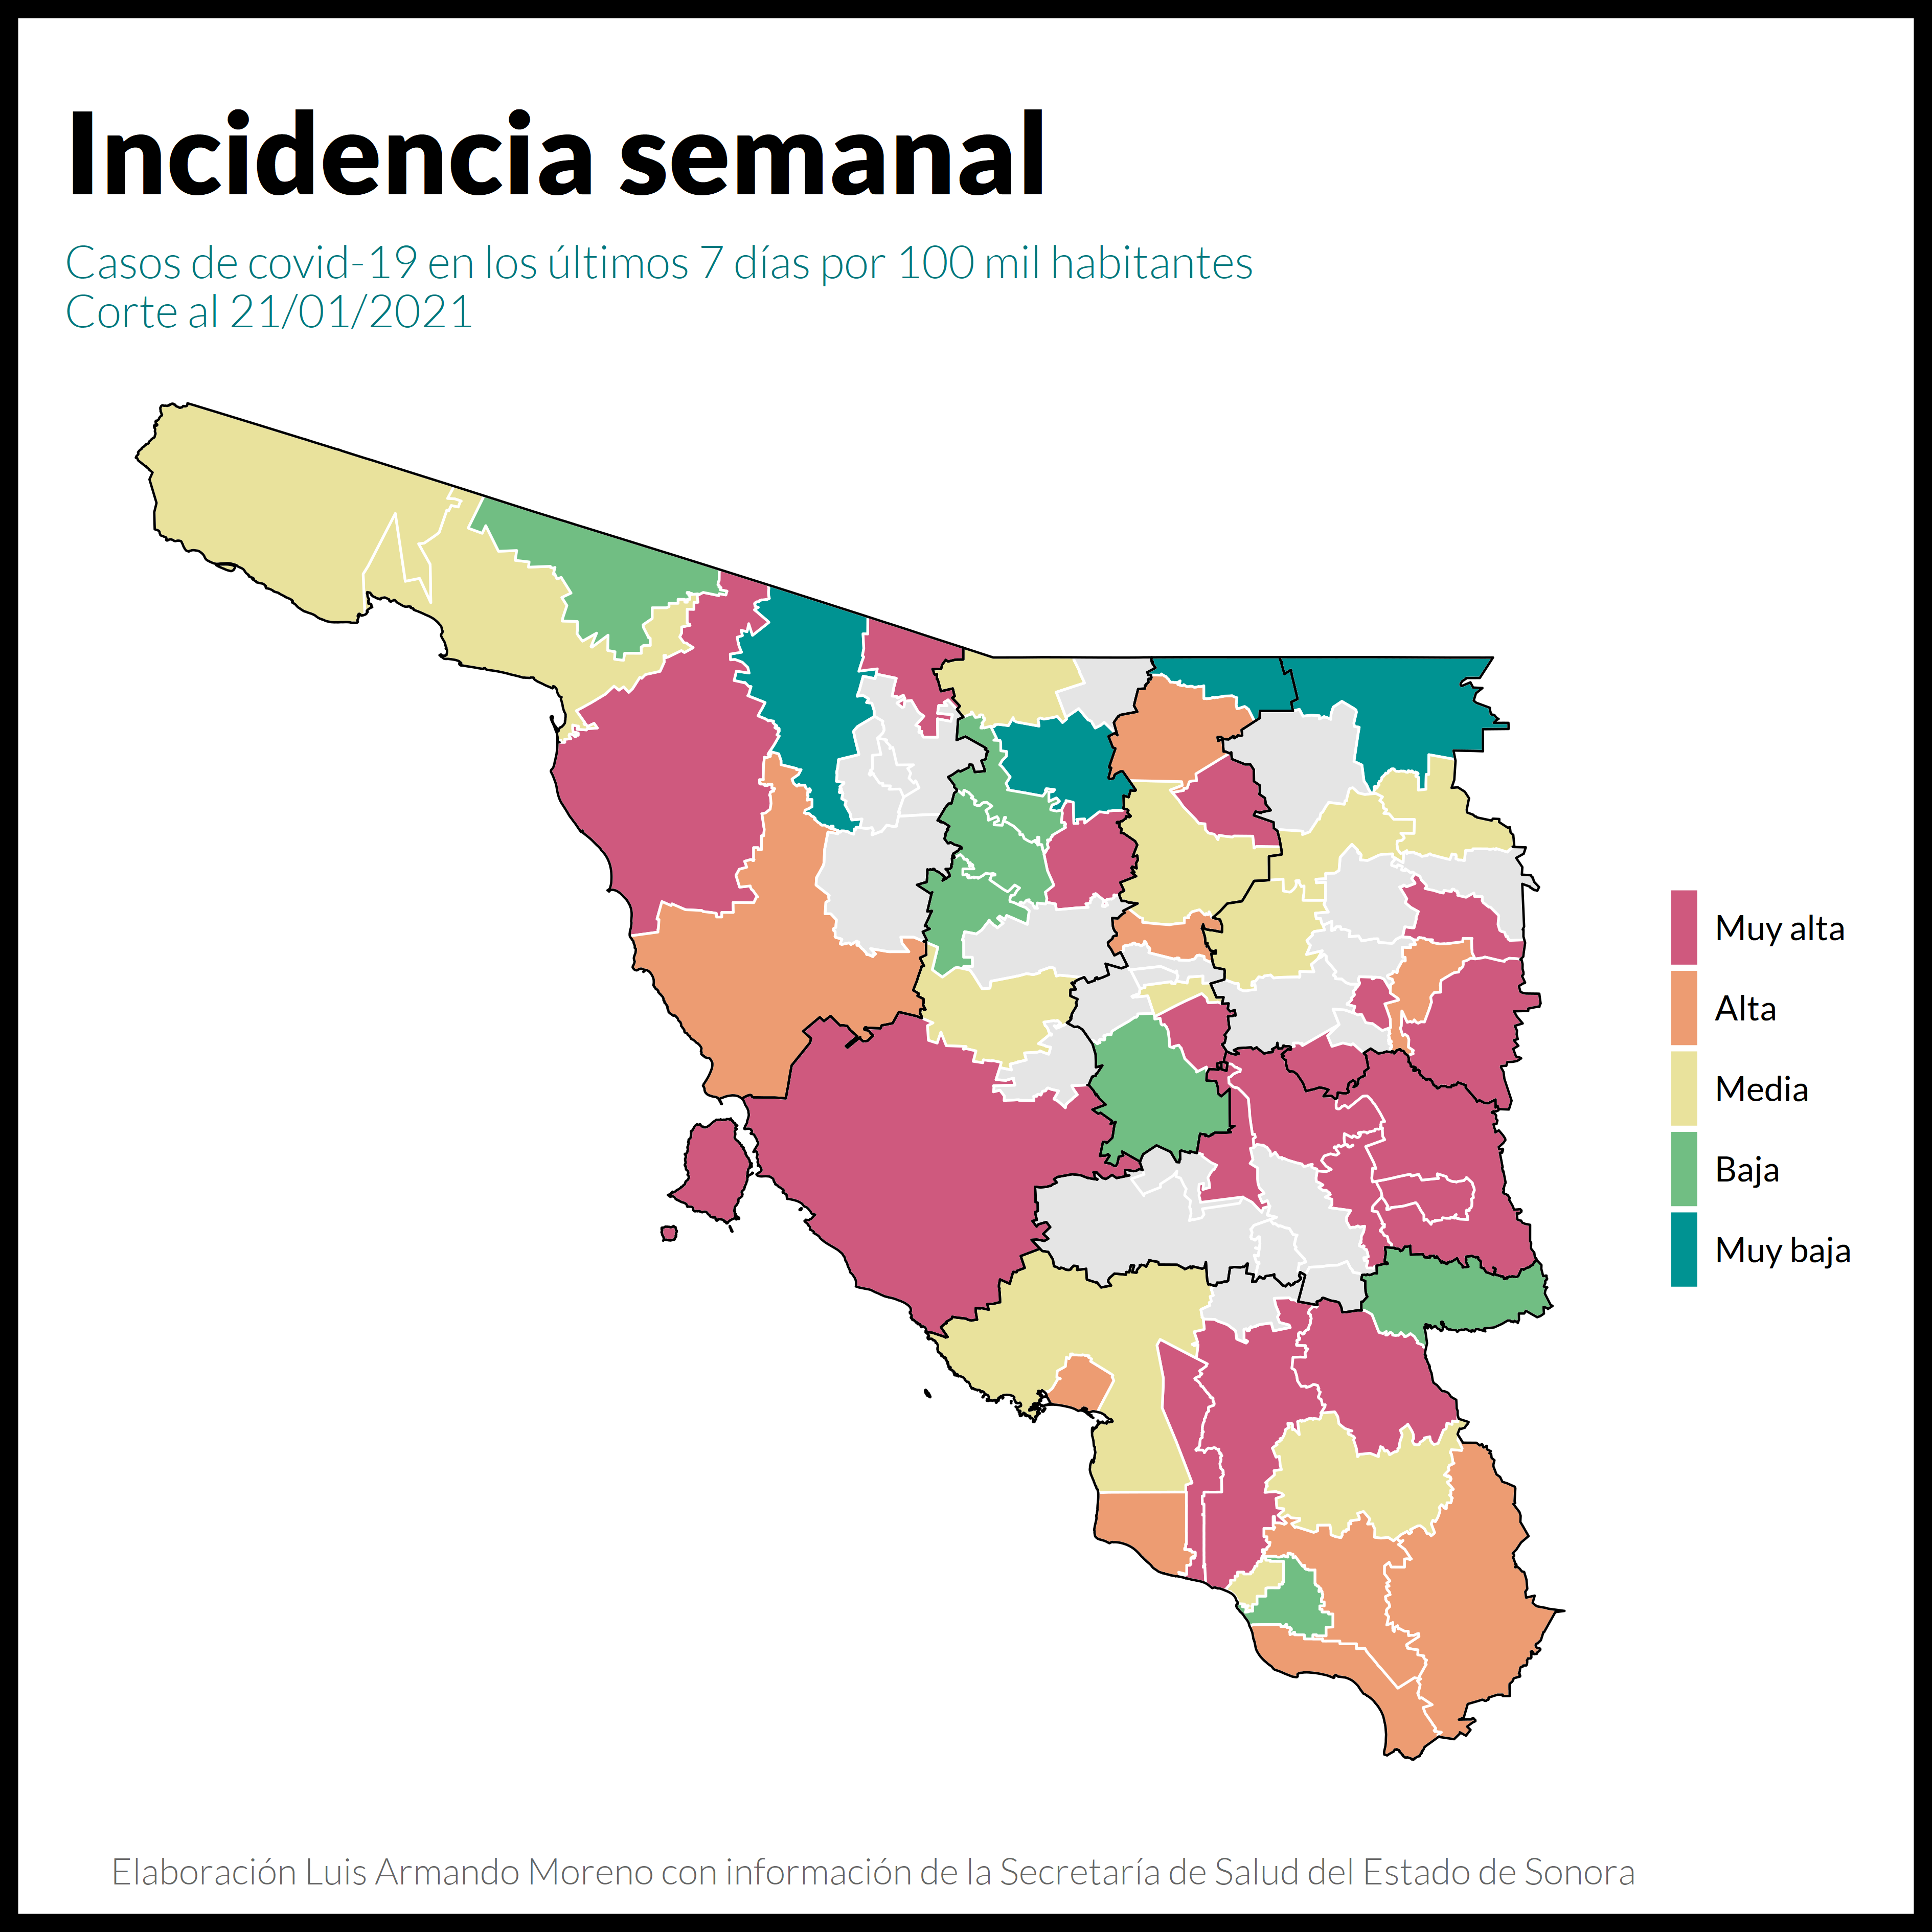 Incidencia semanal
Casos de covid-19 en los últimos 7 días por 100 mil habitantes
Corte al 21/01/2021
Muy alta
Alta
Media
Baja
Muy baja
Elaboración Luis Armando Moreno con información de la Secretaría de Salud del Estado de Sonora